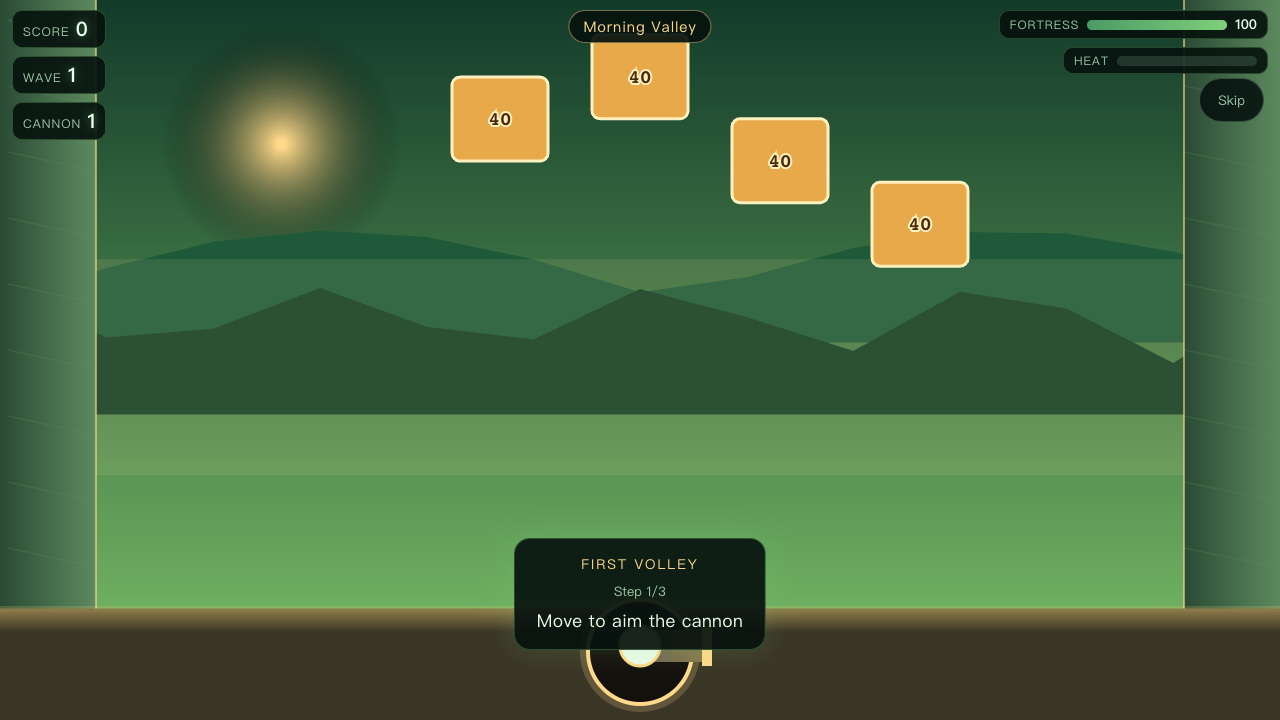 SCORE 0
WAVE 1
CANNON 1
Morning Valley
FORTRESS 100
HEAT
Skip
40
40
40
40
FIRST VOLLEY
Step 1/3
Move to aim the cannon